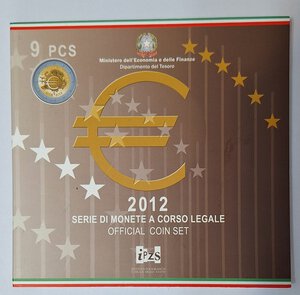 9 PCS
Ministero dell'Economia e delle Finanze
Dipartimento del Tesoro
2012
SERIE DI MONETE A CORSO LEGALE
OFFICIAL COIN SET
iPZS